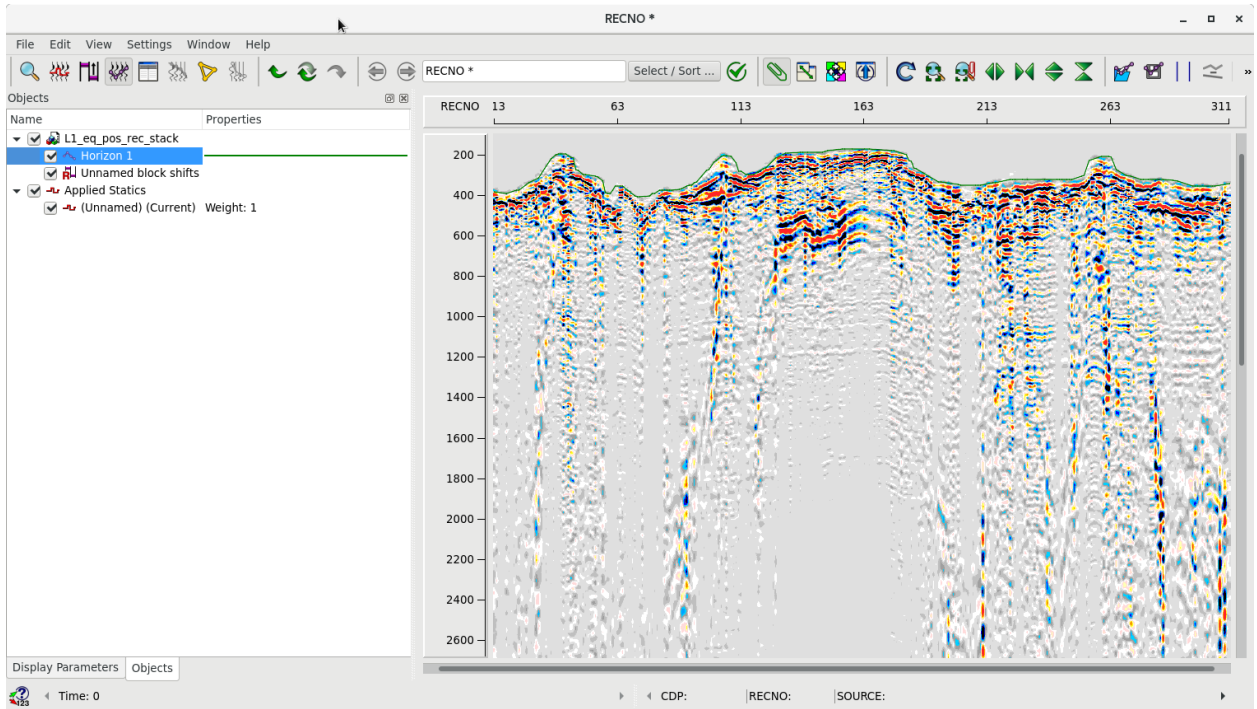 RECNO *
File Edit View Settings Window Help
RECNO * Select / Sort ... »
Objects
Name Properties
L1_eq_pos_rec_stack
Horizon 1
Unnamed block shifts
Applied Statics
(Unnamed) (Current) Weight: 1
RECNO 13 63 113 163 213 263 311
200
400
600
800
1000
1200
1400
1600
1800
2000
2200
2400
2600
Display Parameters Objects
123 Time: 0 CDP: RECNO: SOURCE: